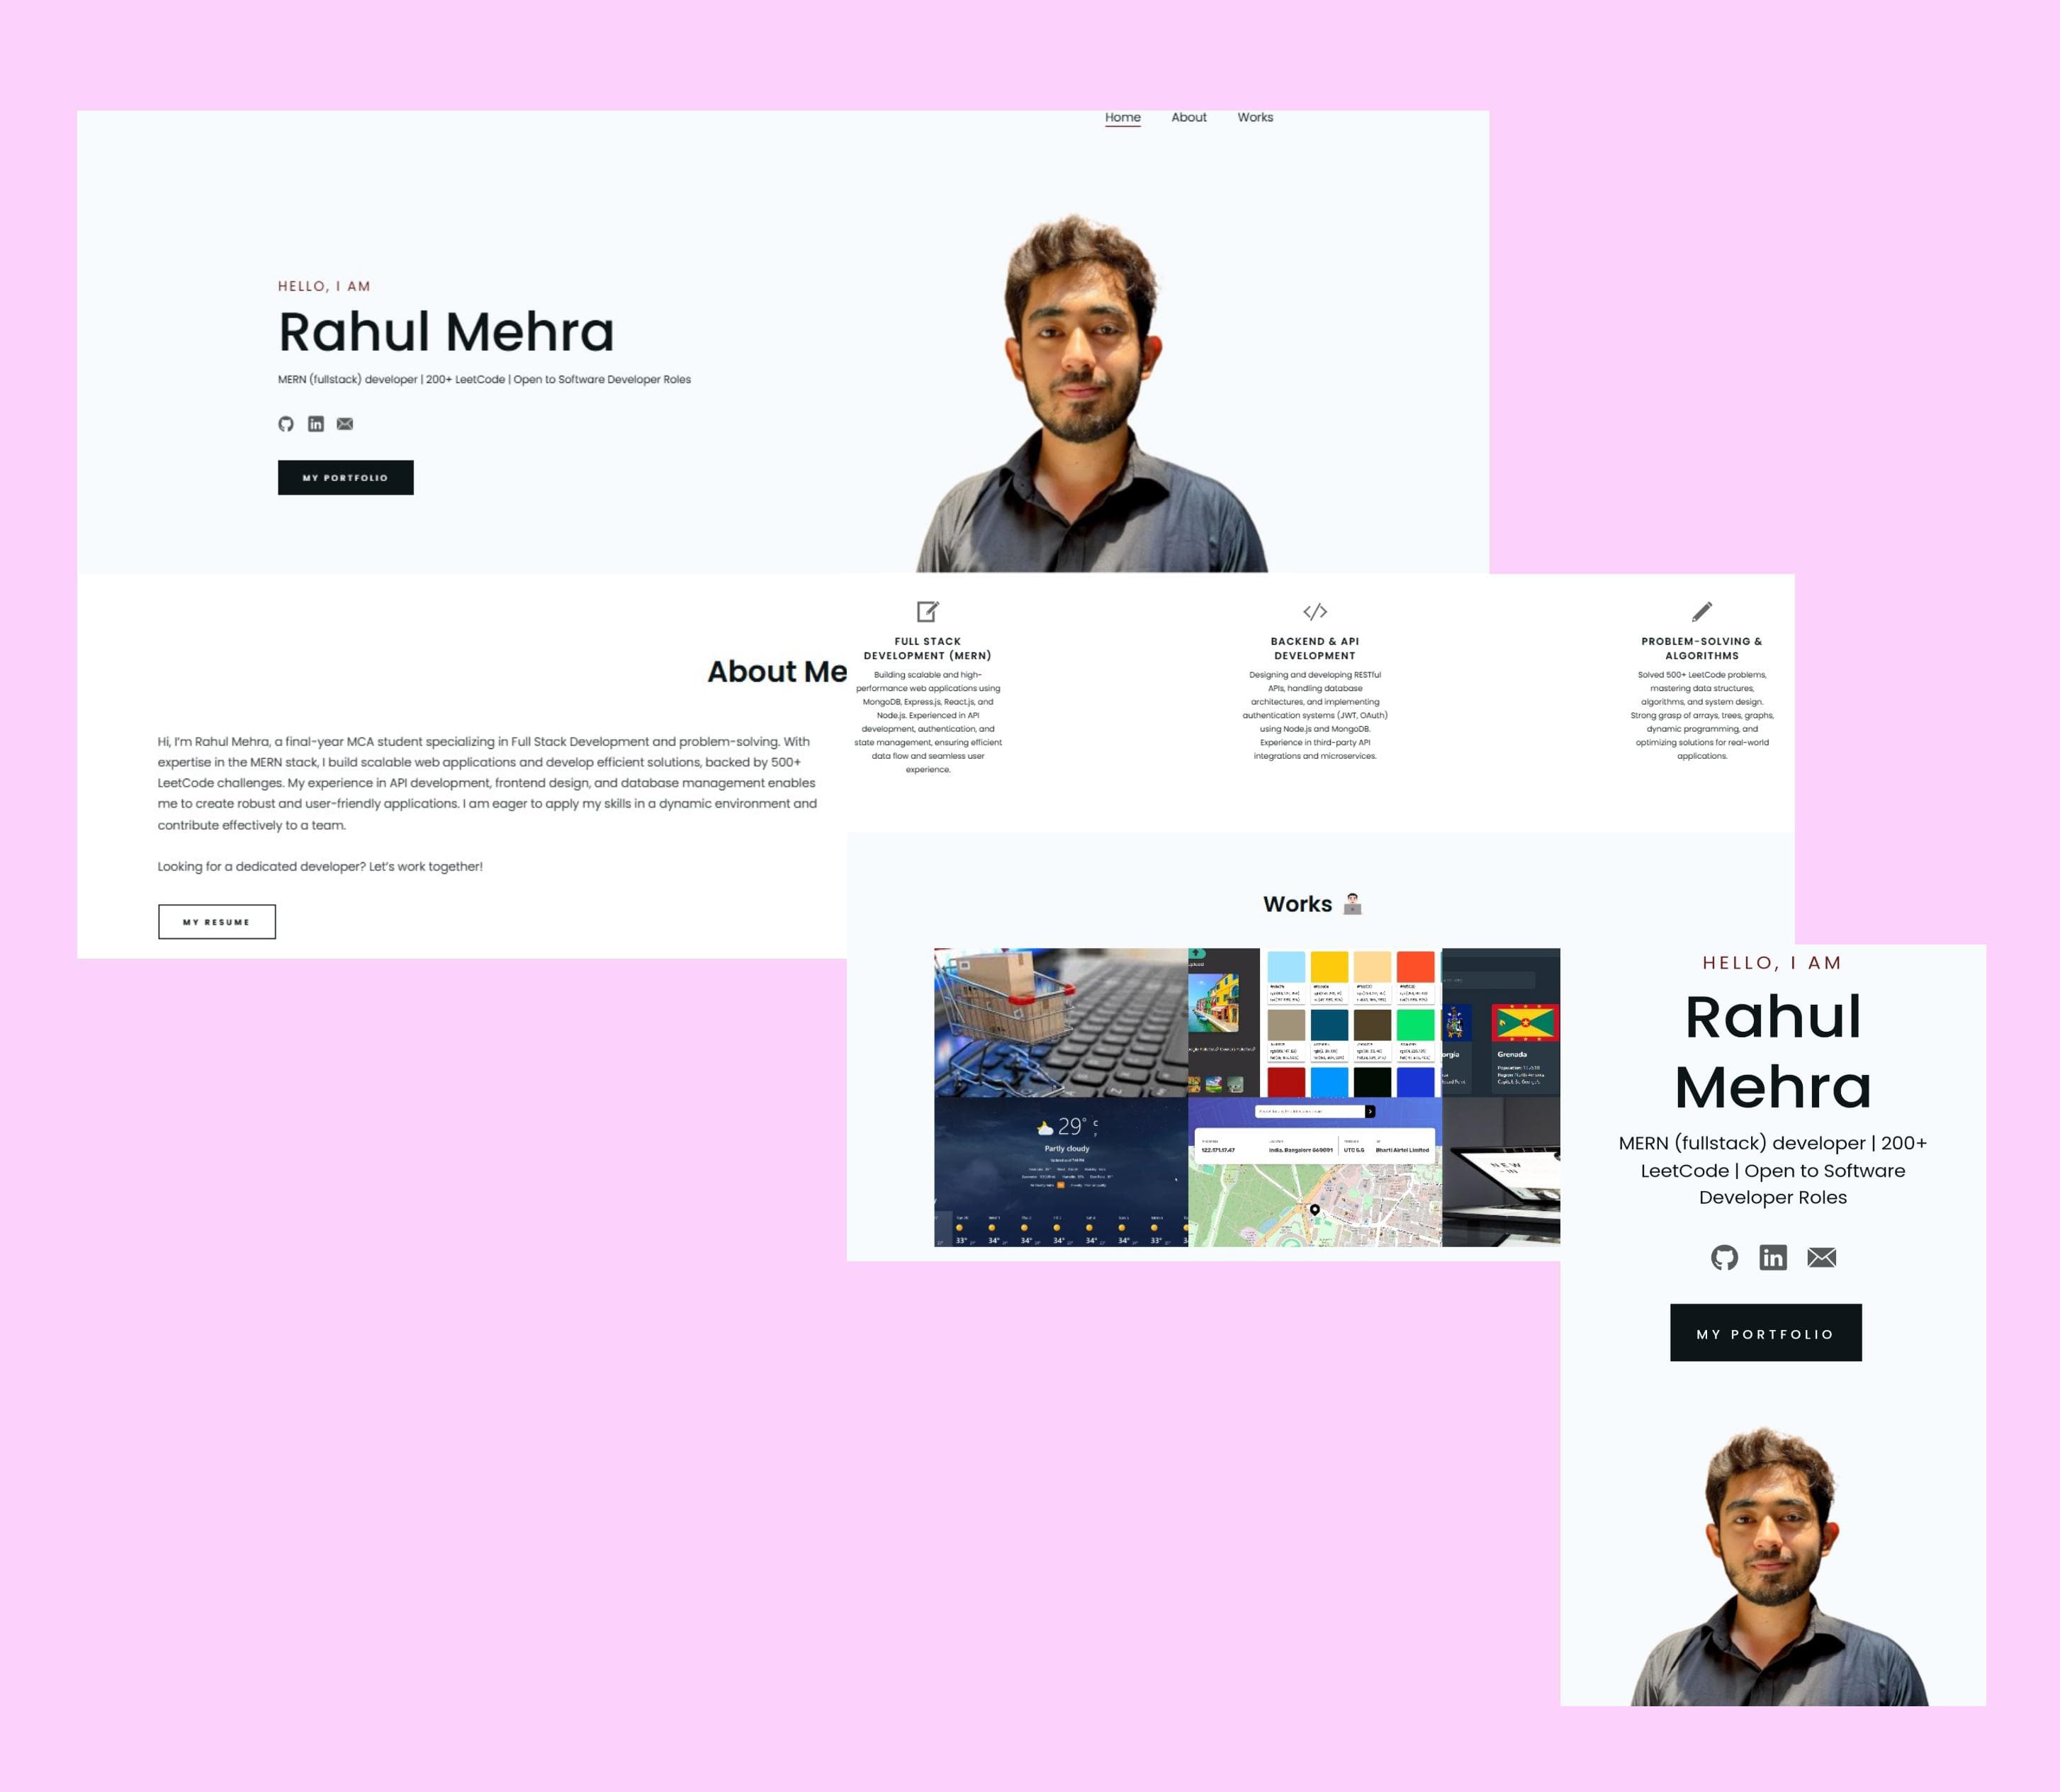 Home About Works
HELLO, I AM
Rahul Mehra
MERN (fullstack) developer | 200+ LeetCode | Open to Software Developer Roles
MY PORTFOLIO
About Me
Hi, I'm Rahul Mehra, a final-year MCA student specializing in Full Stack Development and problem-solving. With
expertise in the MERN stack, I build scalable web applications and develop efficient solutions, backed by 500+
LeetCode challenges. My experience in API development, frontend design, and database management enables
me to create robust and user-friendly applications. I am eager to apply my skills in a dynamic environment and
contribute effectively to a team.
Looking for a dedicated developer? Let's work together!
MY RESUME
FULL STACK
DEVELOPMENT (MERN)
Building scalable and high-
performance web applications using
MongoDB, Express.js, React.js, and
Node.js. Experienced in API
development, authentication, and
state management, ensuring efficient
data flow and seamless user
experience.
BACKEND & API
DEVELOPMENT
Designing and developing RESTful
APIs, handling database
architectures, and implementing
authentication systems (JWT, OAuth)
using Node.js and MongoDB.
Experience in third-party API
integrations and microservices.
PROBLEM-SOLVING &
ALGORITHMS
Solved 500+ LeetCode problems,
mastering data structures,
algorithms, and system design.
Strong grasp of arrays, trees, graphs,
dynamic programming, and
optimizing solutions for real-world
applications.
Works
orgia
Grenada
29° C
F
Partly cloudy
33° 34° 34° 34° 34° 34° 33°
India, Bangalore
Bharti Airtel Limited
NEW
HELLO, I AM
Rahul
Mehra
MERN (fullstack) developer | 200+
LeetCode | Open to Software
Developer Roles
in
MY PORTFOLIO